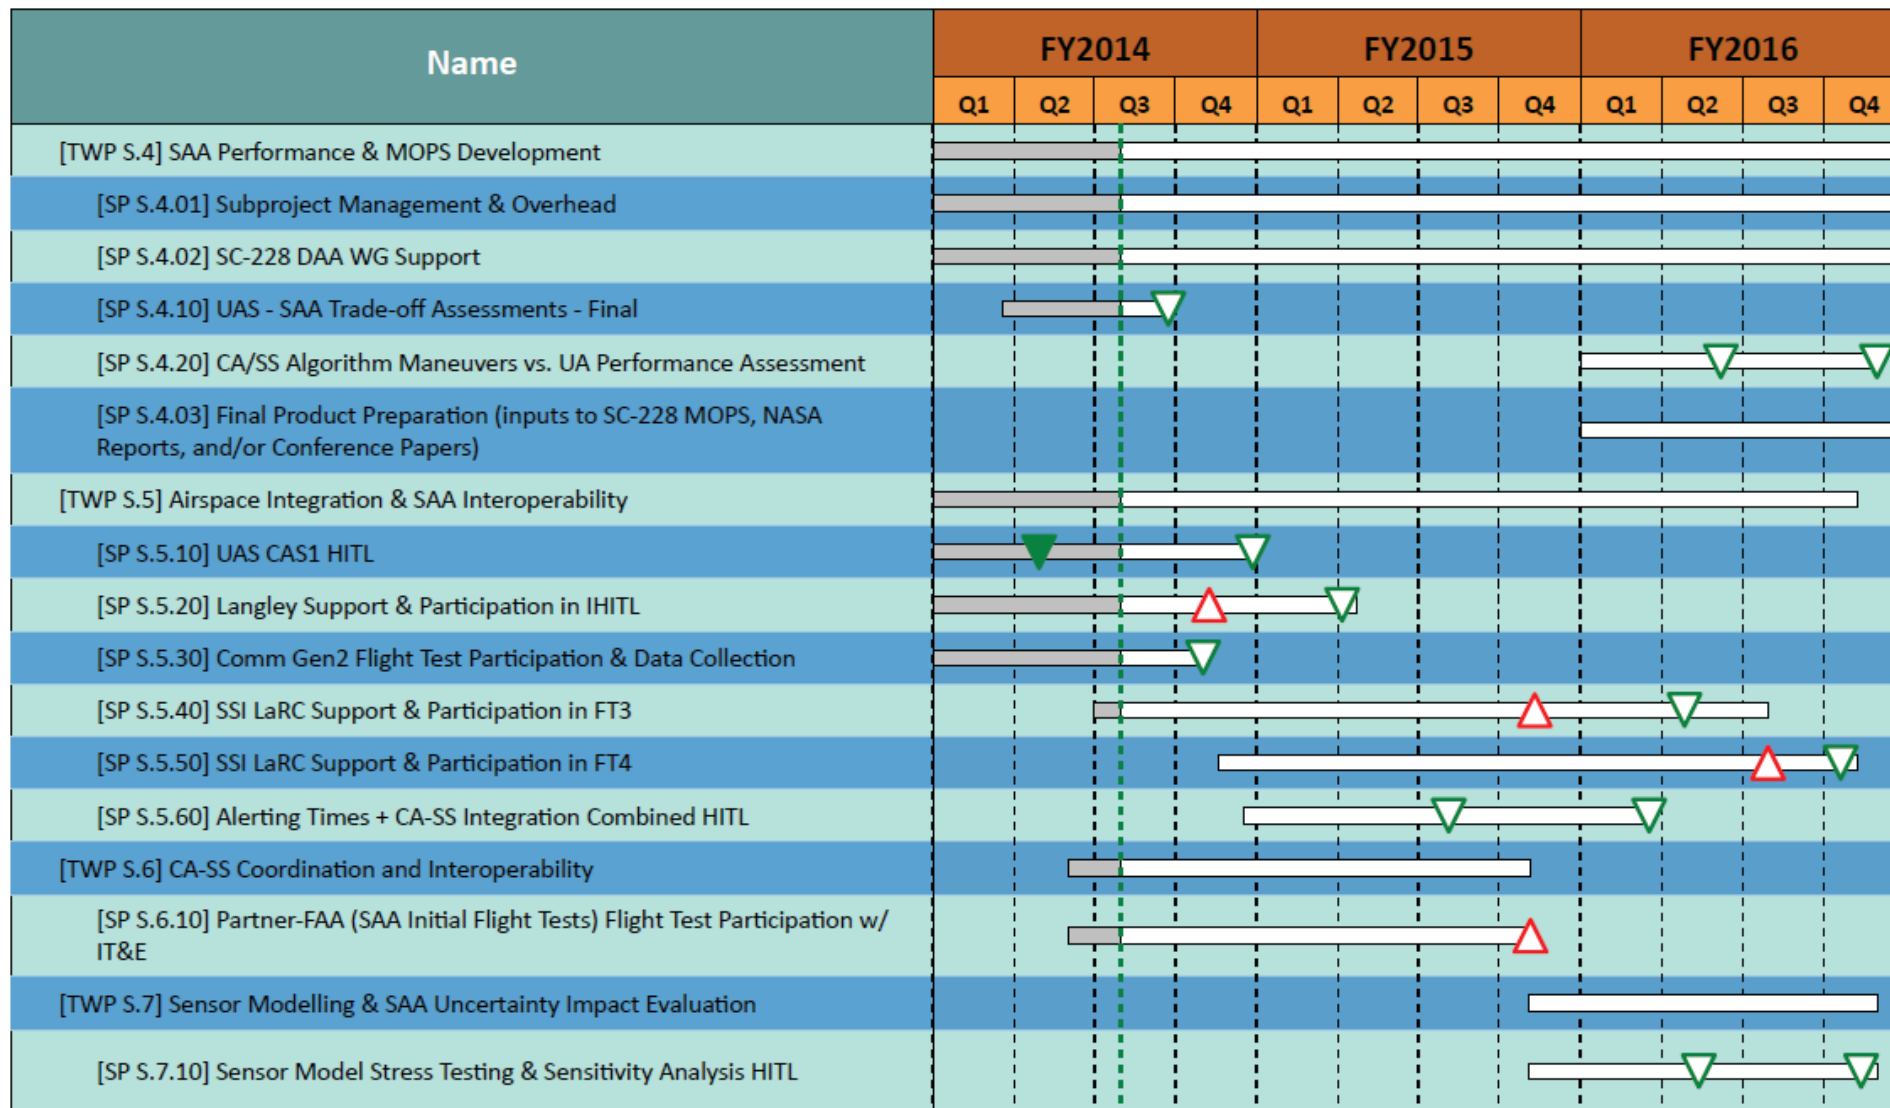 Name
FY2014 FY2015 FY2016
Q1 Q2 Q3 Q4 Q1 Q2 Q3 Q4 Q1 Q2 Q3 Q4
[TWP S.4] SAA Performance & MOPS Development
[SP S.4.01] Subproject Management & Overhead
[SP S.4.02] SC-228 DAA WG Support
[SP S.4.10] UAS - SAA Trade-off Assessments - Final
[SP S.4.20] CA/SS Algorithm Maneuvers vs. UA Performance Assessment
[SP S.4.03] Final Product Preparation (inputs to SC-228 MOPS, NASA
Reports, and/or Conference Papers)
[TWP S.5] Airspace Integration & SAA Interoperability
[SP S.5.10] UAS CAS1 HITL
[SP S.5.20] Langley Support & Participation in IHITL
[SP S.5.30] Comm Gen2 Flight Test Participation & Data Collection
[SP S.5.40] SSI LaRC Support & Participation in FT3
[SP S.5.50] SSI LaRC Support & Participation in FT4
[SP S.5.60] Alerting Times + CA-SS Integration Combined HITL
[TWP S.6] CA-SS Coordination and Interoperability
[SP S.6.10] Partner-FAA (SAA Initial Flight Tests) Flight Test Participation w/
IT&E
[TWP S.7] Sensor Modelling & SAA Uncertainty Impact Evaluation
[SP S.7.10] Sensor Model Stress Testing & Sensitivity Analysis HITL